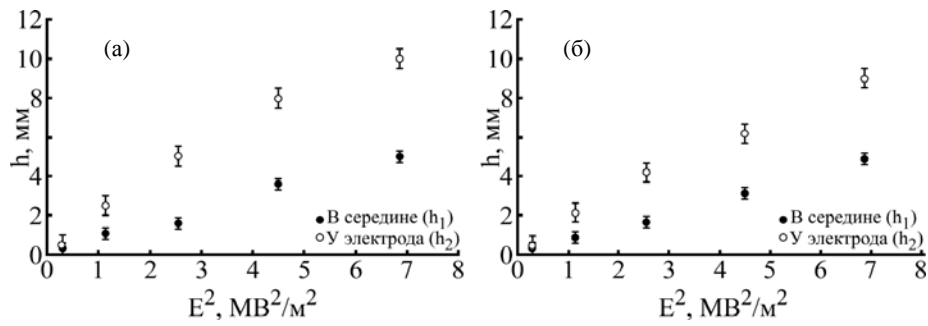 12
10
8
6
4
2
0
h, мм
(а)
В середине (h1)
У электрода (h2)
0 1 2 3 4 5 6 7 8
E², МВ²/м²
12
10
8
6
4
2
0
h, мм
(б)
В середине (h1)
У электрода (h2)
0 1 2 3 4 5 6 7 8
E², МВ²/м²